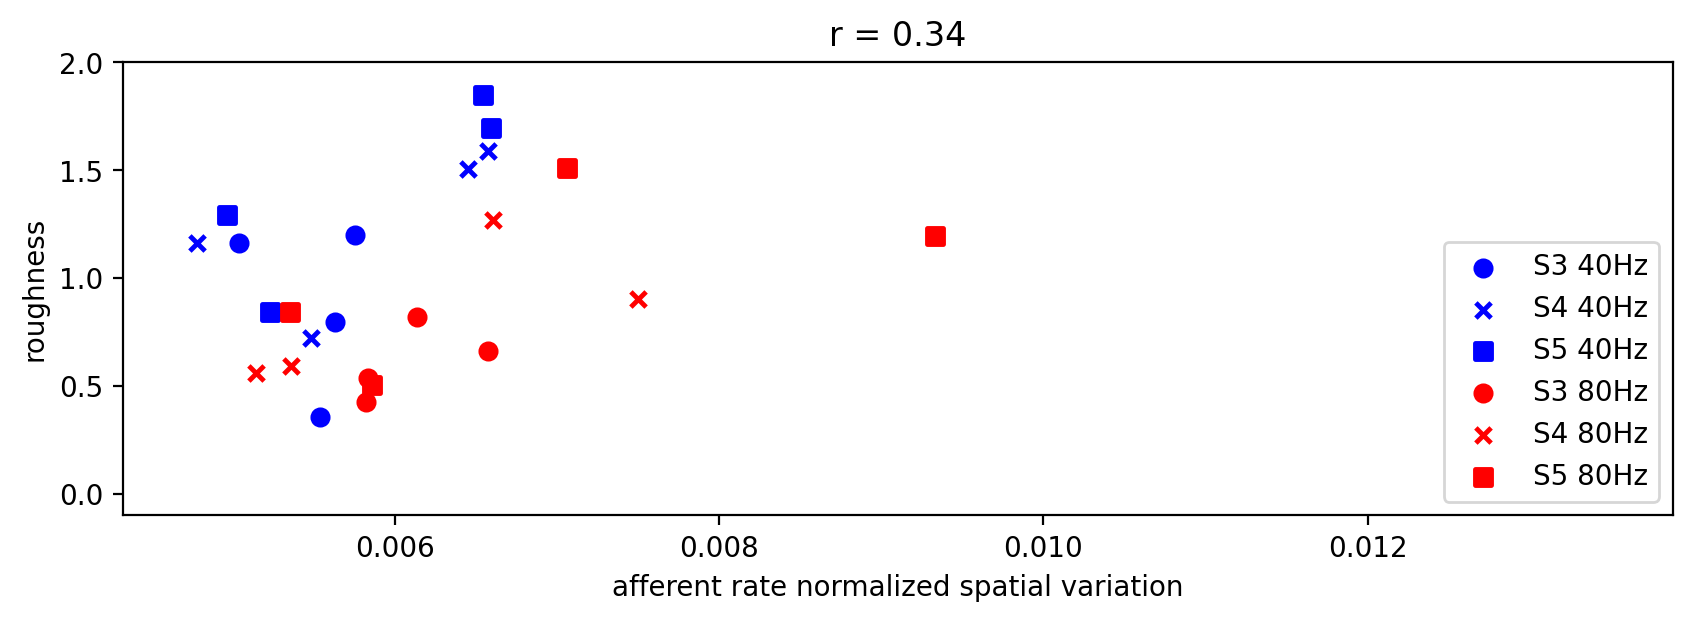 r = 0.34
2.0
1.5
1.0
0.5
0.0
roughness
S3 40Hz
S4 40Hz
S5 40Hz
S3 80Hz
S4 80Hz
S5 80Hz
0.006 0.008 0.010 0.012
afferent rate normalized spatial variation